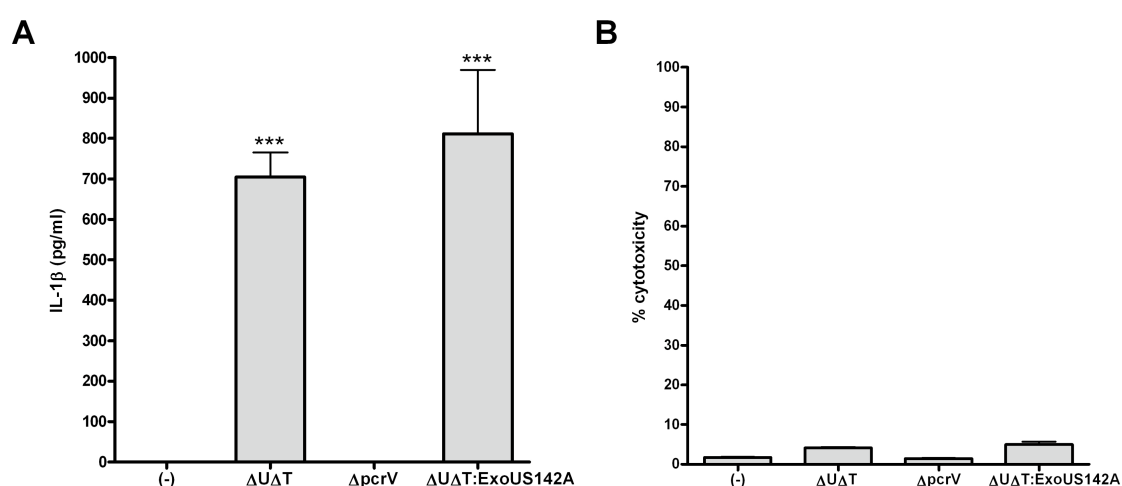 A
1000
900
800
700
600
500
400
300
200
100
0
IL-1β (pg/ml)
***
***
(-)
ΔUΔT
ΔpcrV
ΔUΔT:ExoUS142A
B
100
90
80
70
60
50
40
30
20
10
0
% cytotoxicity
(-)
ΔUΔT
ΔpcrV
ΔUΔT:ExoUS142A